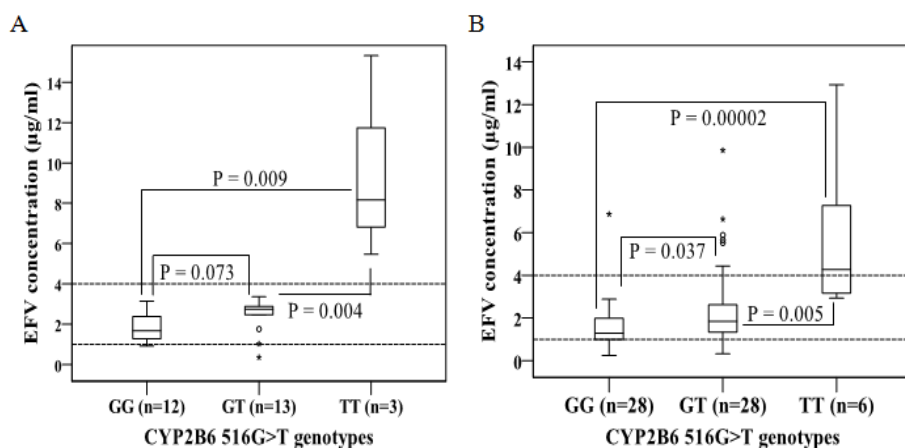 A
EFV concentration (µg/ml)
14
12
10
8
6
4
2
0
P = 0.009
P = 0.073
P = 0.004
GG (n=12) GT (n=13) TT (n=3)
CYP2B6 516G>T genotypes
B
EFV concentration (µg/ml)
14
12
10
8
6
4
2
0
P = 0.00002
P = 0.037
P = 0.005
GG (n=28) GT (n=28) TT (n=6)
CYP2B6 516G>T genotypes